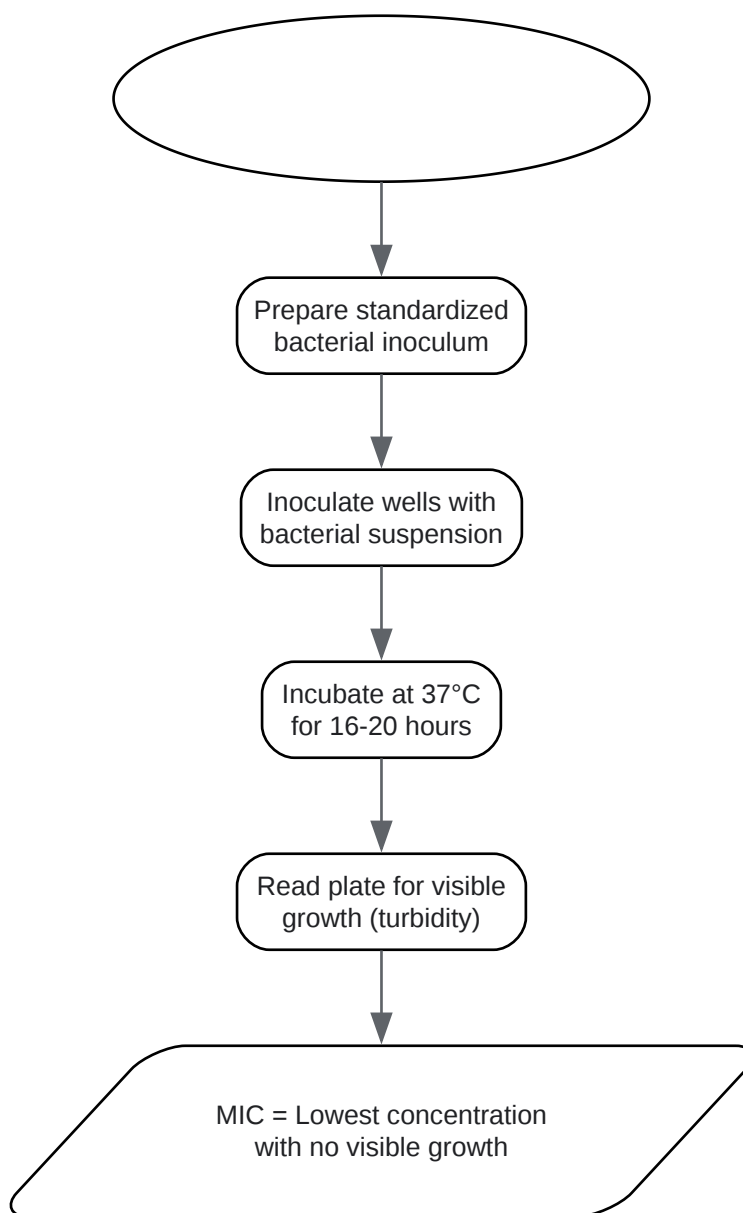 Prepare standardized
bacterial inoculum
Inoculate wells with
bacterial suspension
Incubate at 37°C
for 16-20 hours
Read plate for visible
growth (turbidity)
MIC = Lowest concentration
with no visible growth